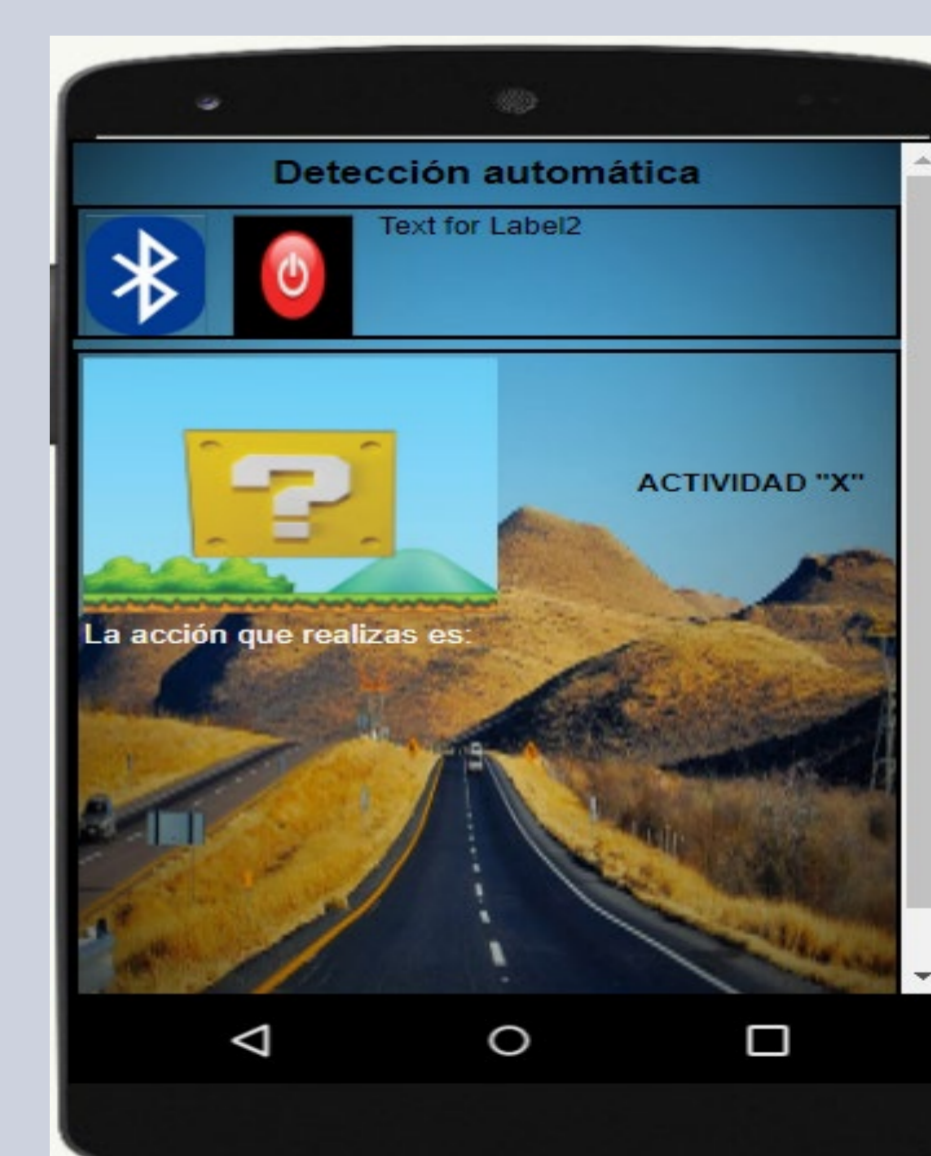 Detección automática
Text for Label2
ACTIVIDAD "X"
La acción que realizas es: